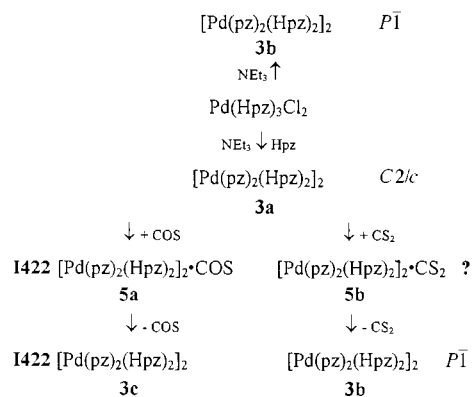 [Pd(pz)₂(Hpz)₂]₂ P1̅
3b
NEt₃ ↑
Pd(Hpz)₃Cl₂
NEt₃ ↓ Hpz
[Pd(pz)₂(Hpz)₂]₂ C2/c
3a
↓ + COS ↓ + CS₂
I422 [Pd(pz)₂(Hpz)₂]₂•COS [Pd(pz)₂(Hpz)₂]₂•CS₂ ?
5a 5b
↓ - COS ↓ - CS₂
I422 [Pd(pz)₂(Hpz)₂]₂ [Pd(pz)₂(Hpz)₂]₂ P1̅
3c 3b